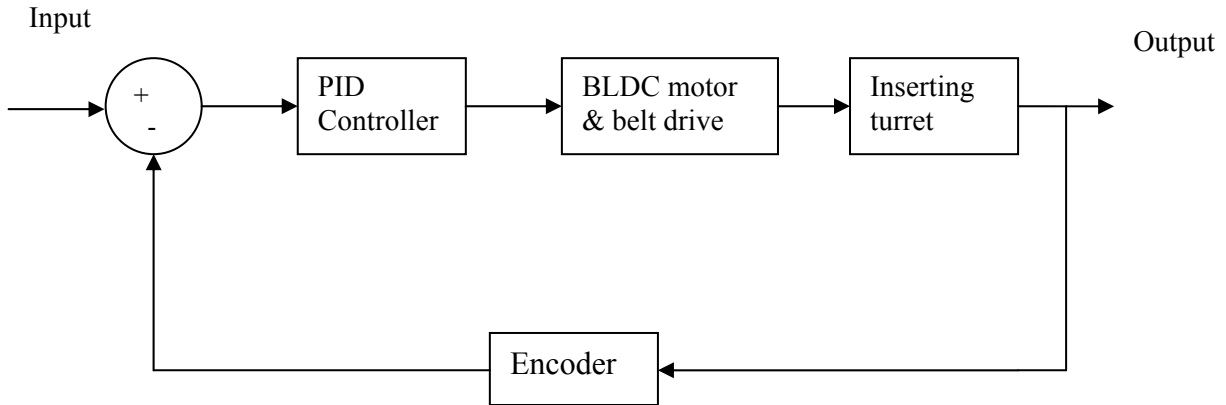 Input
Output
+
-
PID
Controller
BLDC motor
& belt drive
Inserting
turret
Encoder